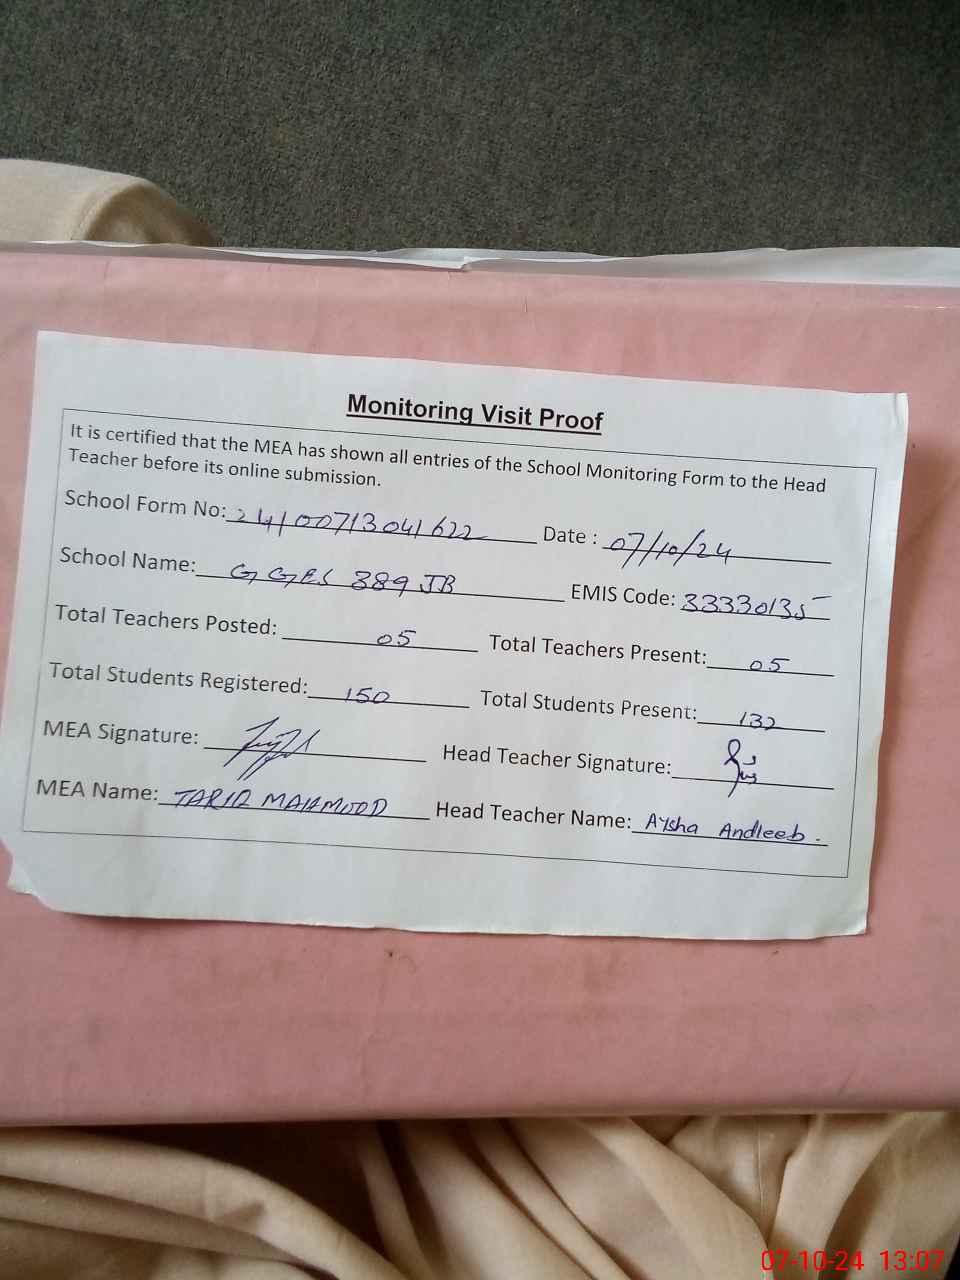 Monitoring Visit Proof
It is certified that the MEA has shown all entries of the School Monitoring Form to the Head
Teacher before its online submission.
School Form No: 24100713041622 Date : 07/10/24
School Name: GGES 389 JB EMIS Code: 33330135
Total Teachers Posted: 05 Total Teachers Present: 05
Total Students Registered: 150 Total Students Present: 132
MEA Signature: Head Teacher Signature:
MEA Name: TARIQ MAHMOOD Head Teacher Name: Aysha Andleeb.
07-10-24 13:07